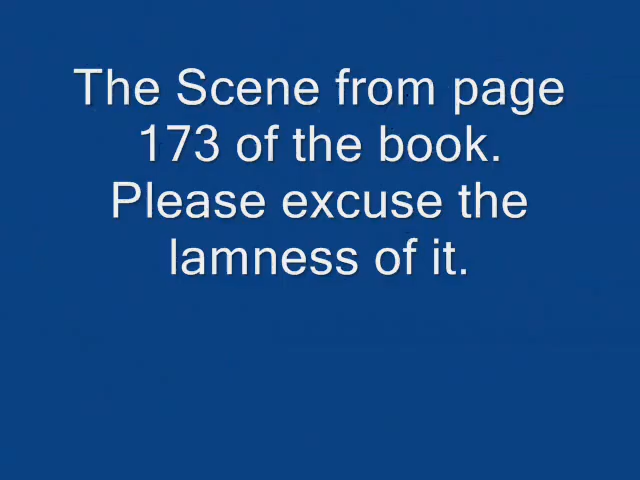 The Scene from page
173 of the book.
Please excuse the
lamness of it.